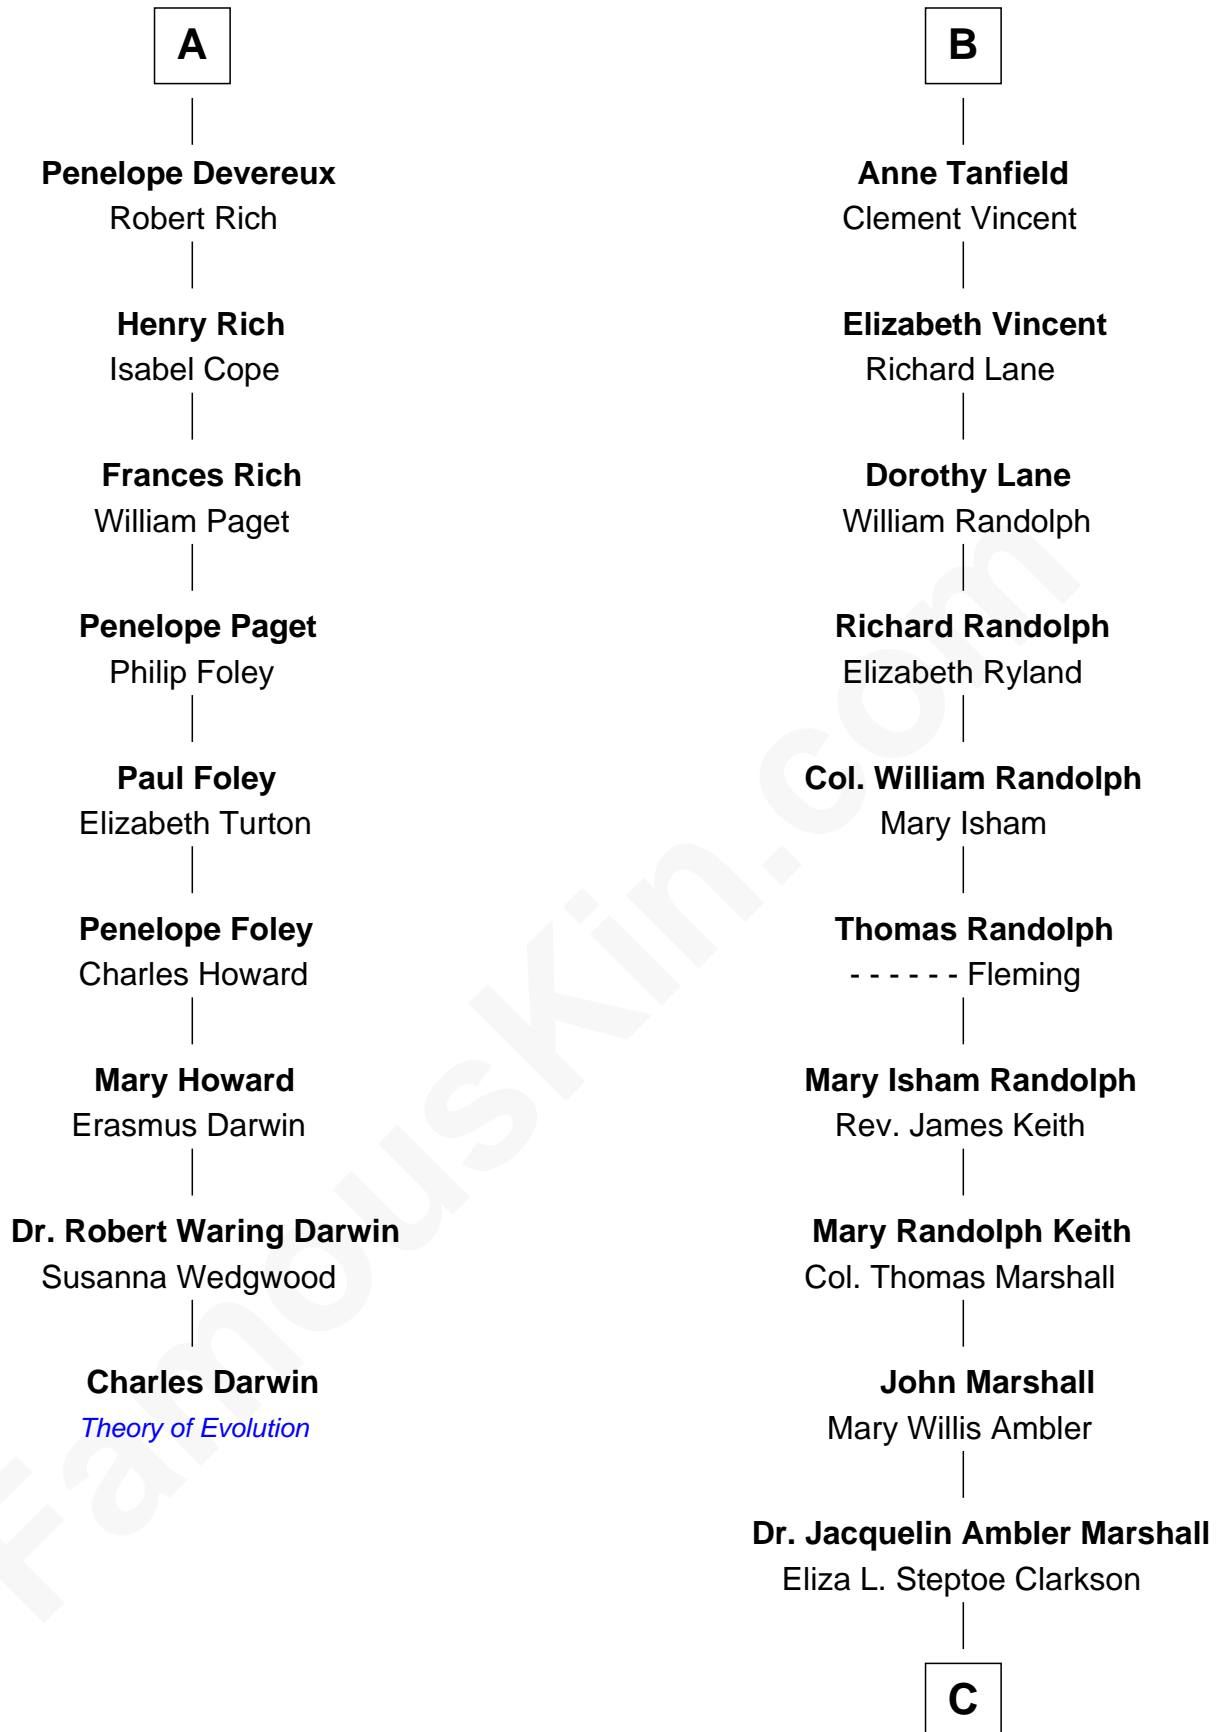 A
Penelope Devereux
Robert Rich
Henry Rich
Isabel Cope
Frances Rich
William Paget
Penelope Paget
Philip Foley
Paul Foley
Elizabeth Turton
Penelope Foley
Charles Howard
Mary Howard
Erasmus Darwin
Dr. Robert Waring Darwin
Susanna Wedgwood
Charles Darwin
Theory of Evolution
B
Anne Tanfield
Clement Vincent
Elizabeth Vincent
Richard Lane
Dorothy Lane
William Randolph
Richard Randolph
Elizabeth Ryland
Col. William Randolph
Mary Isham
Thomas Randolph
- - - - - - Fleming
Mary Isham Randolph
Rev. James Keith
Mary Randolph Keith
Col. Thomas Marshall
John Marshall
Mary Willis Ambler
Dr. Jacquelin Ambler Marshall
Eliza L. Steptoe Clarkson
C
FamousKin.com